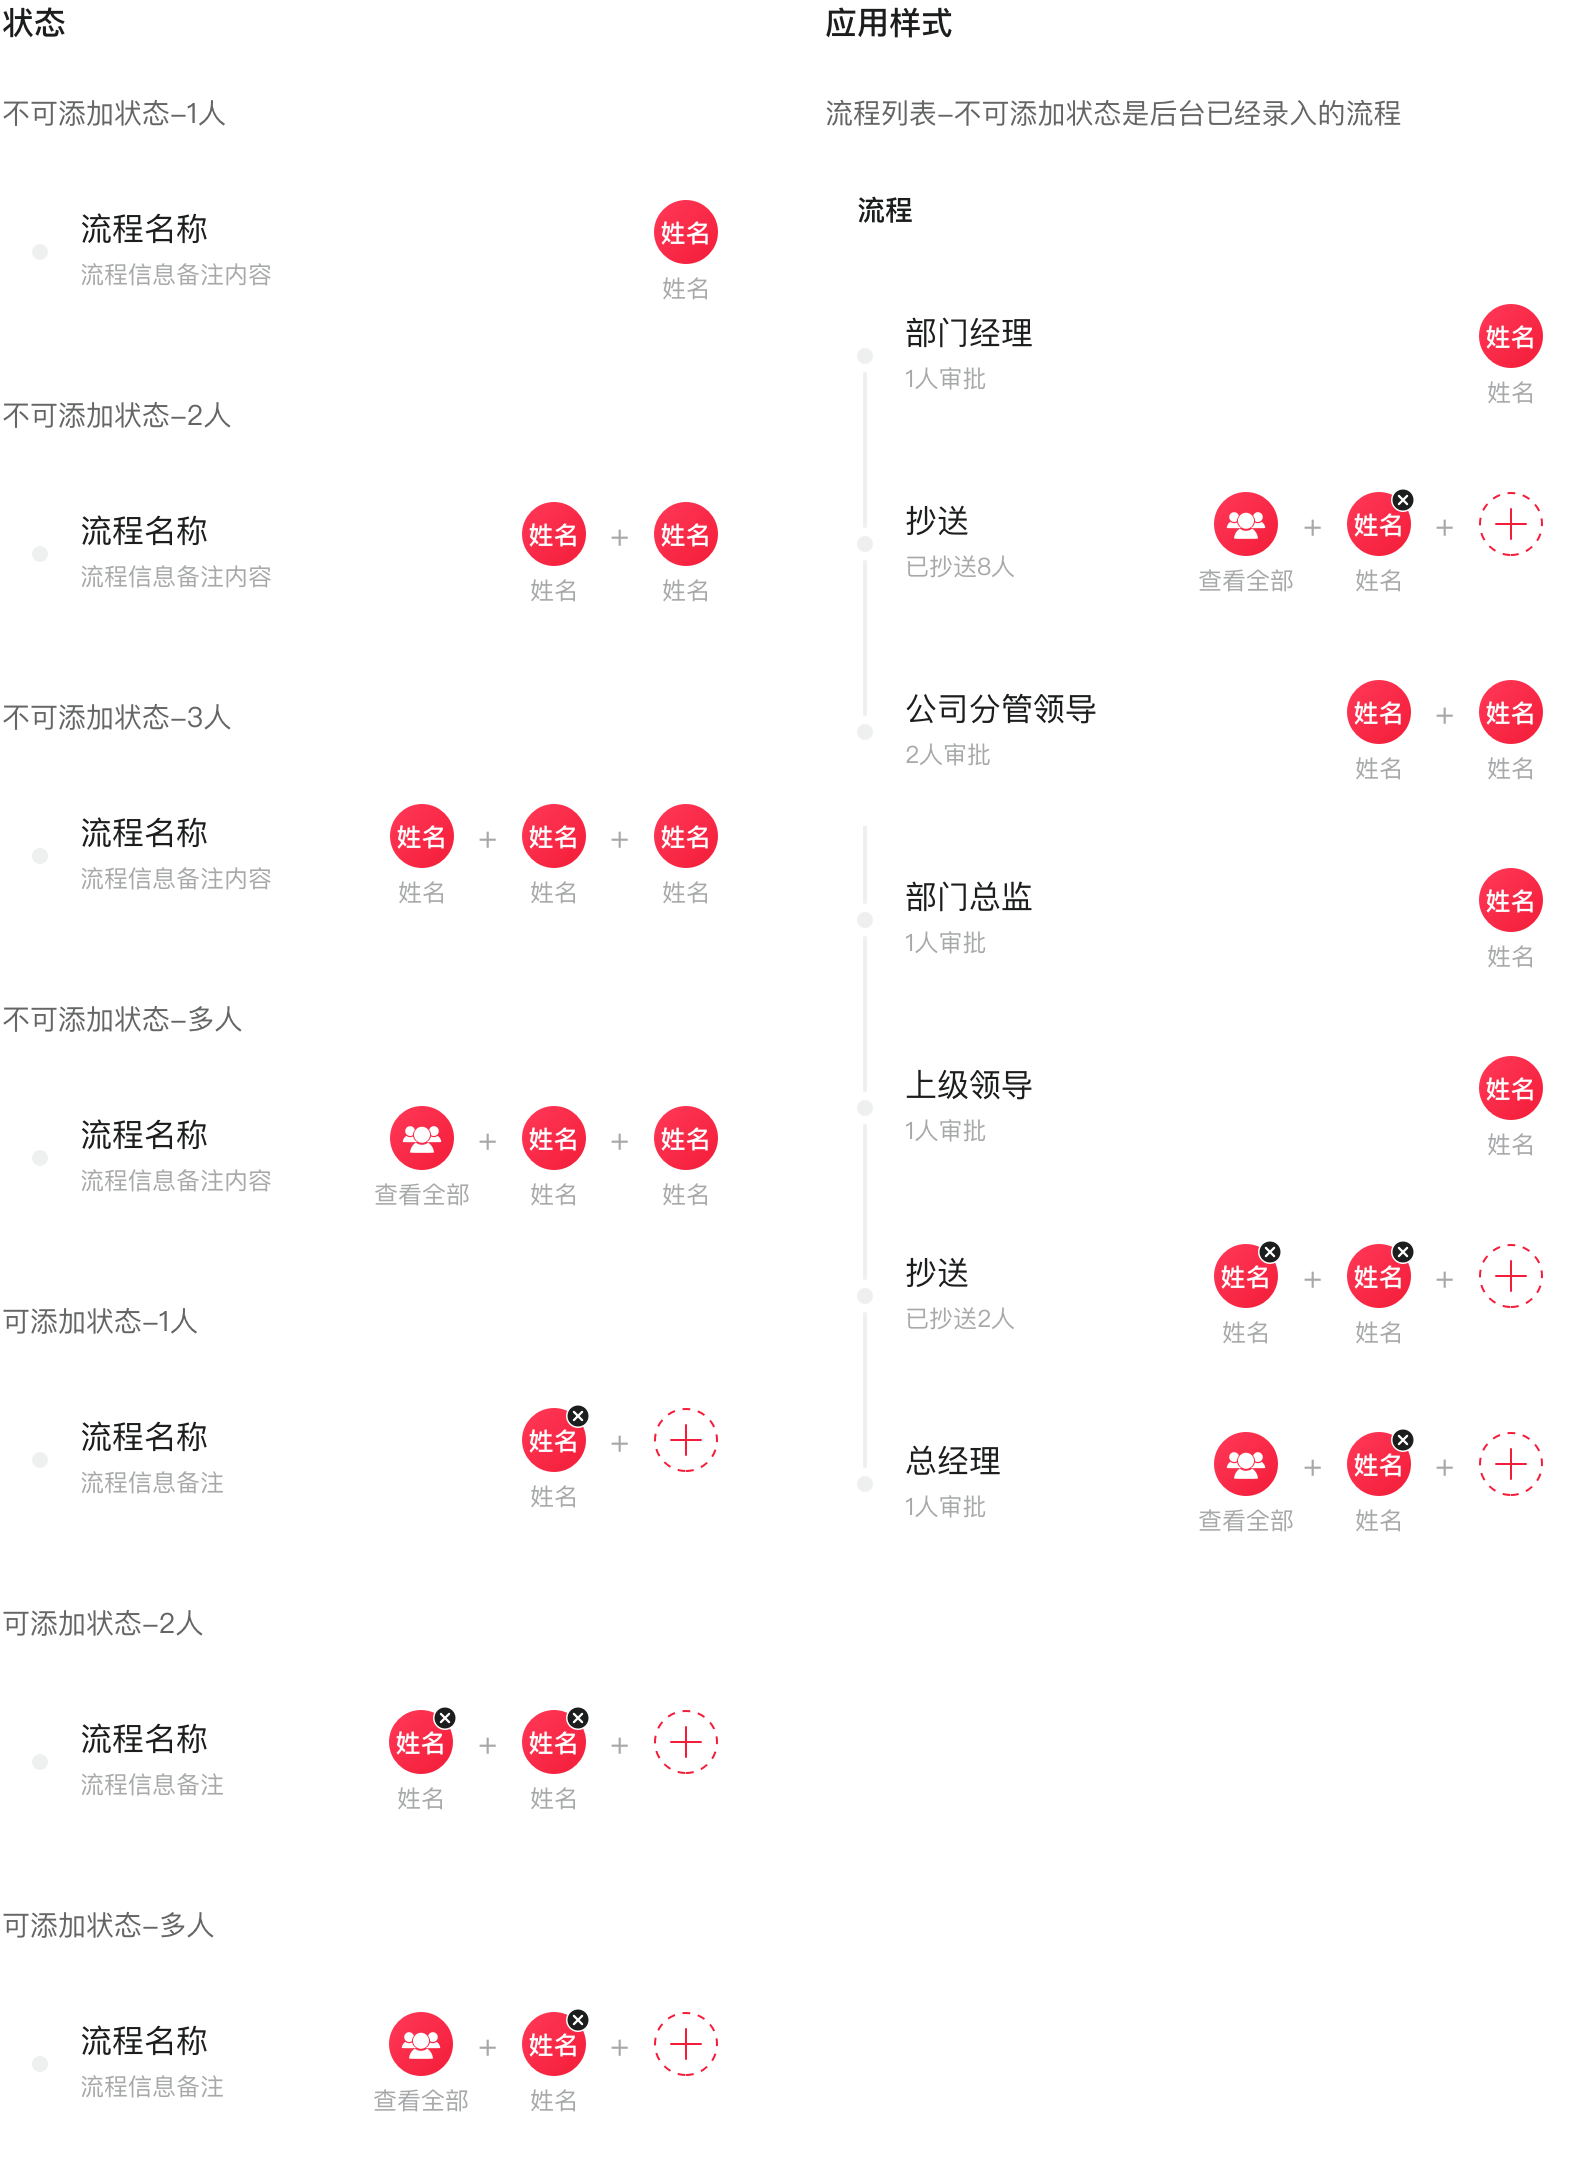 状态
不可添加状态-1人
流程名称
流程信息备注内容
姓名
姓名
不可添加状态-2人
流程名称
流程信息备注内容
姓名 + 姓名
姓名 姓名
不可添加状态-3人
流程名称
流程信息备注内容
姓名 + 姓名 + 姓名
姓名 姓名 姓名
不可添加状态-多人
流程名称
流程信息备注内容
+ 姓名 + 姓名
查看全部 姓名 姓名
可添加状态-1人
流程名称
流程信息备注
姓名 +
姓名
可添加状态-2人
流程名称
流程信息备注
姓名 + 姓名 +
姓名 姓名
可添加状态-多人
流程名称
流程信息备注
+ 姓名 +
查看全部 姓名
应用样式
流程列表-不可添加状态是后台已经录入的流程
流程
部门经理
1人审批
姓名
姓名
抄送
已抄送8人
+ 姓名 +
查看全部 姓名
公司分管领导
2人审批
姓名 + 姓名
姓名 姓名
部门总监
1人审批
姓名
姓名
上级领导
1人审批
姓名
姓名
抄送
已抄送2人
姓名 + 姓名 +
姓名 姓名
总经理
1人审批
+ 姓名 +
查看全部 姓名